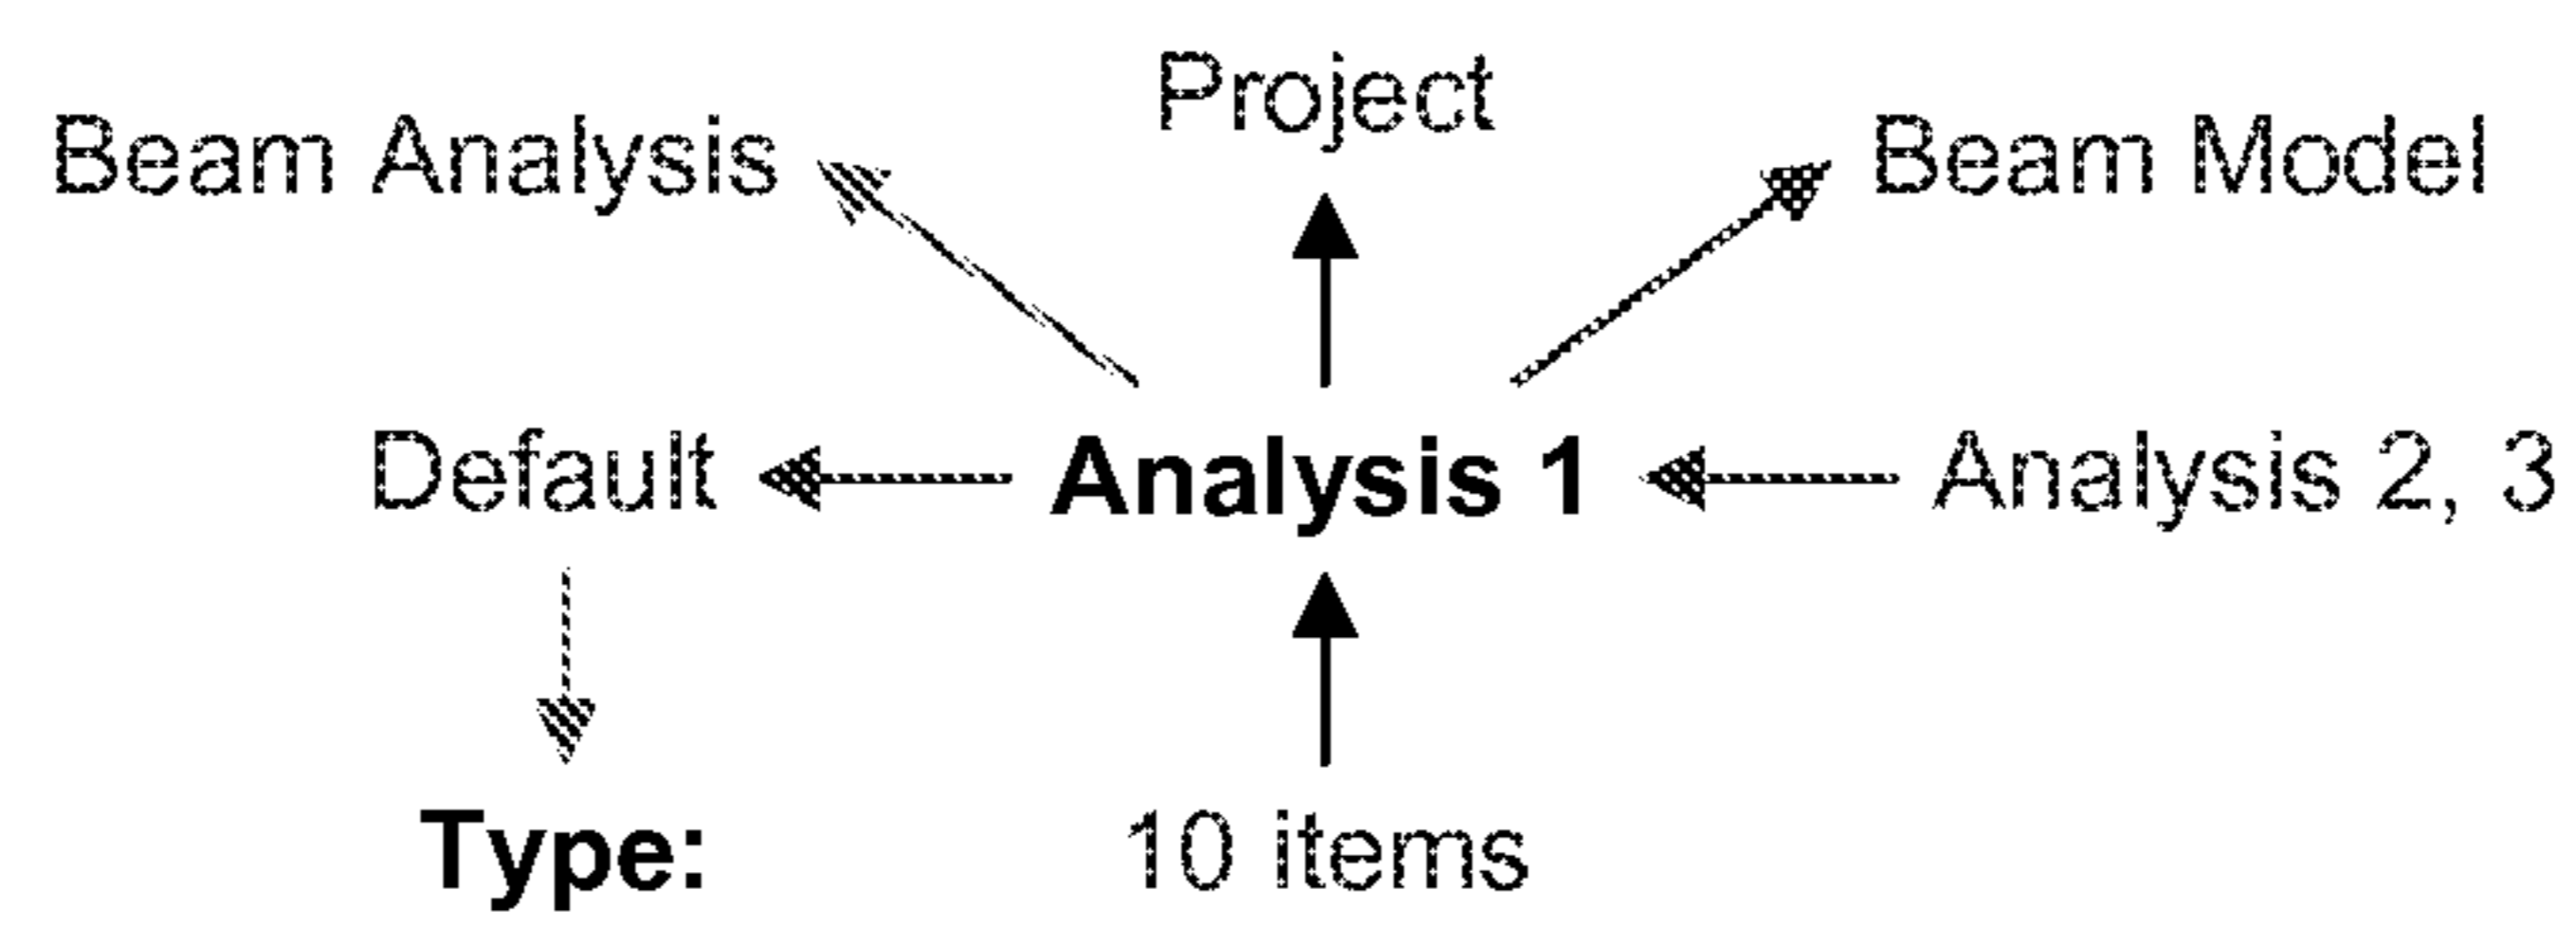 Project
Beam Analysis
Beam Model
Default
Analysis 1
Analysis 2, 3
Type:
10 items